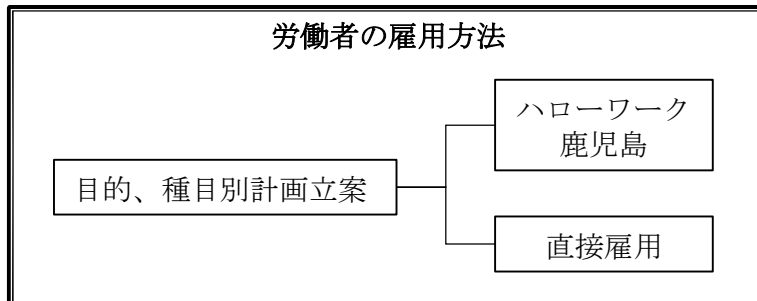 労働者の雇用方法
ハローワーク
鹿児島
目的、種目別計画立案
直接雇用